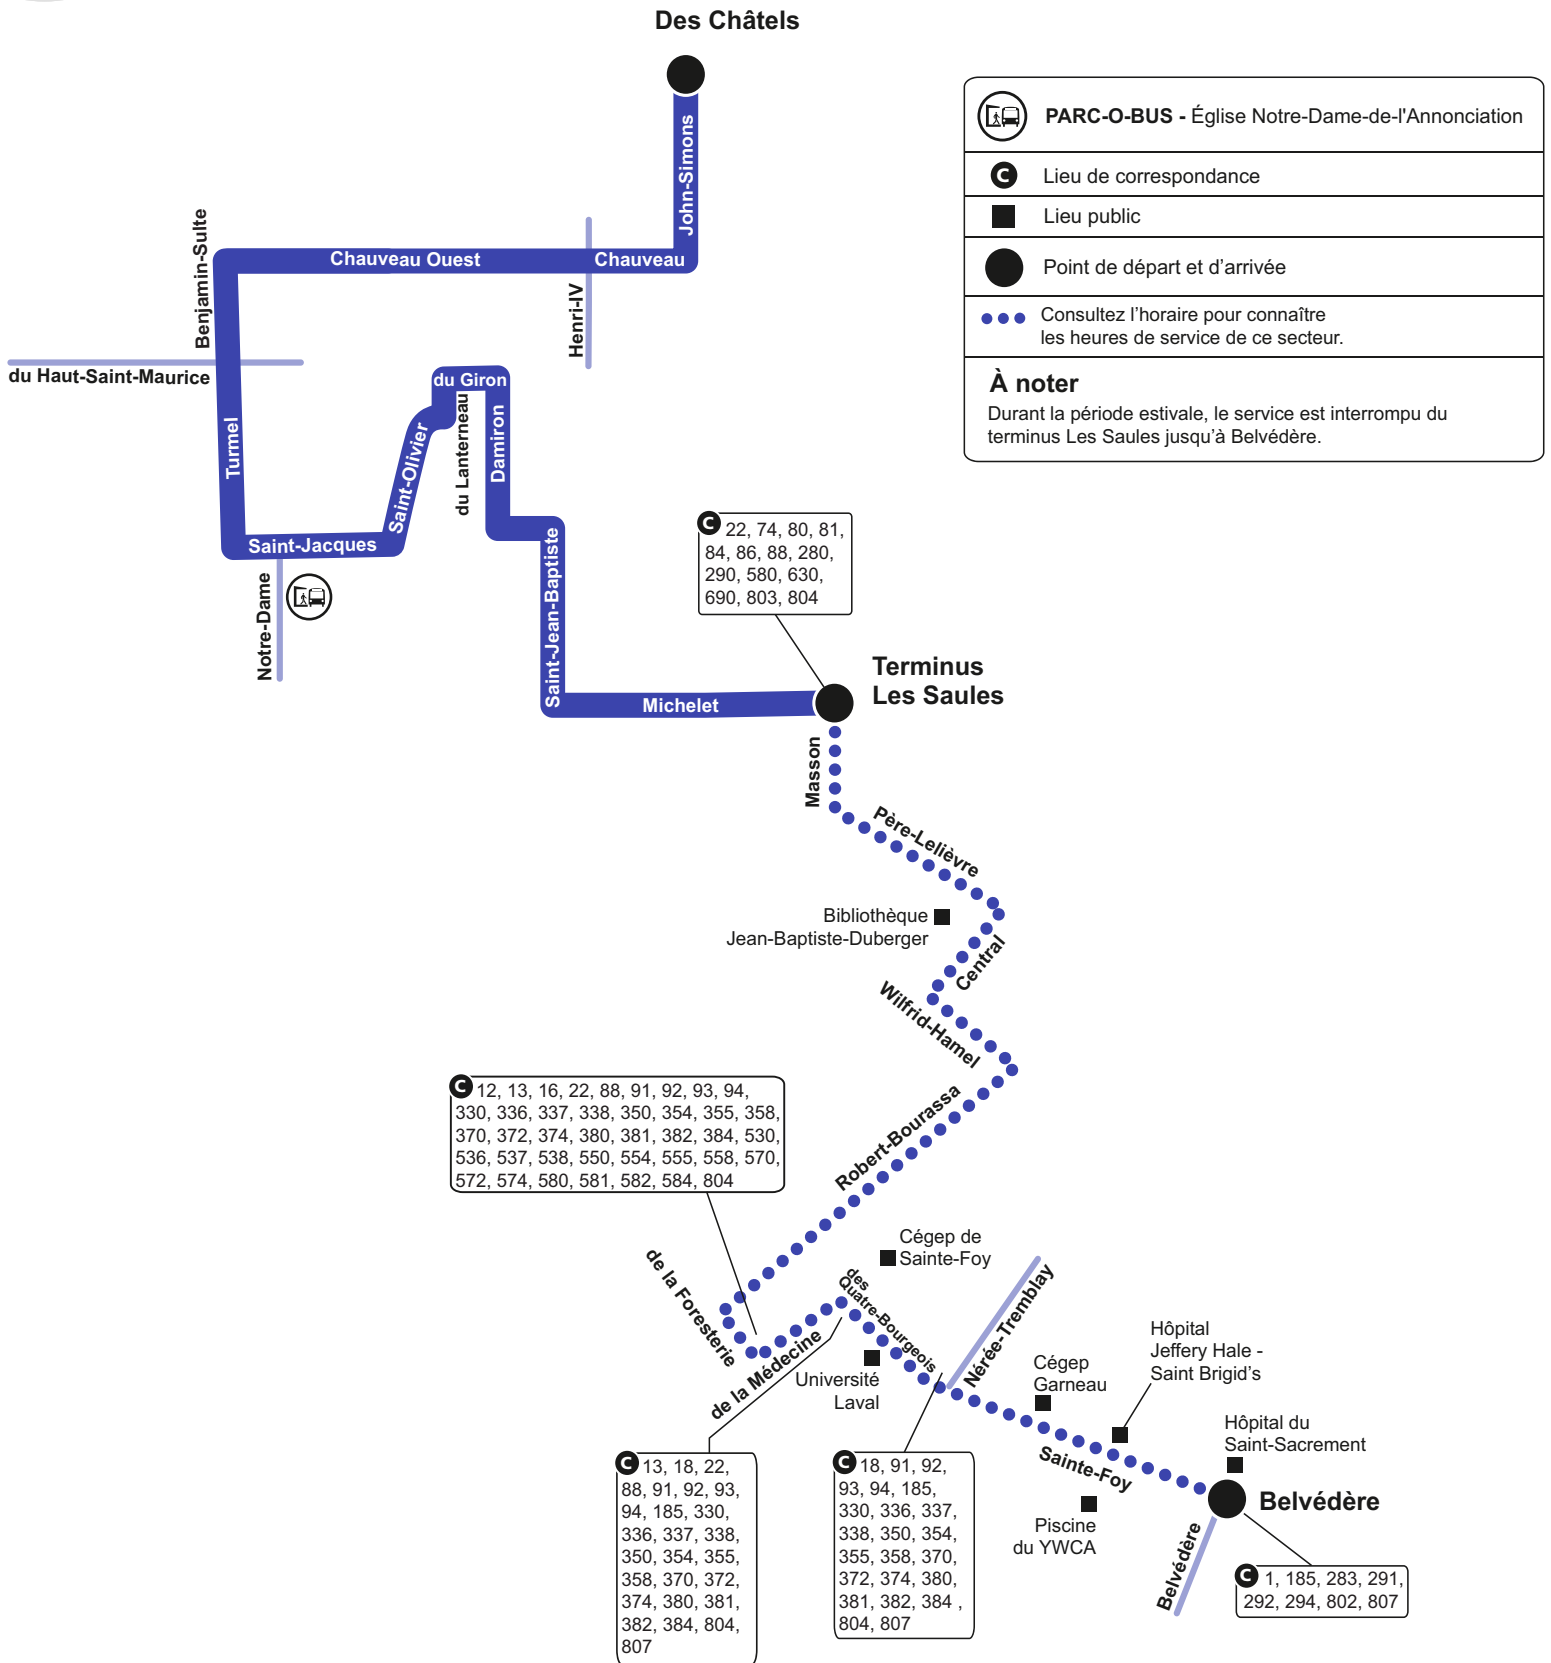 Des Châtels
John-Simons
Chauveau Ouest
Chauveau
Benjamin-Sulte
Henri-IV
du Haut-Saint-Maurice
Turmel
du Giron
du Lanterneau
Damiron
Saint-Olivier
Saint-Jacques
Notre-Dame
Saint-Jean-Baptiste
Michelet
PARC-O-BUS - Église Notre-Dame-de-l'Annonciation
C Lieu de correspondance
Lieu public
Point de départ et d’arrivée
Consultez l’horaire pour connaître
les heures de service de ce secteur.
À noter
Durant la période estivale, le service est interrompu du
terminus Les Saules jusqu’à Belvédère.
C 22, 74, 80, 81,
84, 86, 88, 280,
290, 580, 630,
690, 803, 804
Terminus
Les Saules
Masson
Père-Lelièvre
Bibliothèque
Jean-Baptiste-Duberger
Central
Wilfrid-Hamel
C 12, 13, 16, 22, 88, 91, 92, 93, 94,
330, 336, 337, 338, 350, 354, 355, 358,
370, 372, 374, 380, 381, 382, 384, 530,
536, 537, 538, 550, 554, 555, 558, 570,
572, 574, 580, 581, 582, 584, 804
Robert-Bourassa
de la Foresterie
de la Médecine
Cégep de
Sainte-Foy
des
Quatre-Bourgeois
Université
Laval
Nérée-Tremblay
Cégep
Garneau
Hôpital
Jeffery Hale -
Saint Brigid’s
Hôpital du
Saint-Sacrement
Sainte-Foy
Piscine
du YWCA
Belvédère
Belvédère
C 13, 18, 22,
88, 91, 92, 93,
94, 185, 330,
336, 337, 338,
350, 354, 355,
358, 370, 372,
374, 380, 381,
382, 384, 804,
807
C 18, 91, 92,
93, 94, 185,
330, 336, 337,
338, 350, 354,
355, 358, 370,
372, 374, 380,
381, 382, 384 ,
804, 807
C 1, 185, 283, 291,
292, 294, 802, 807